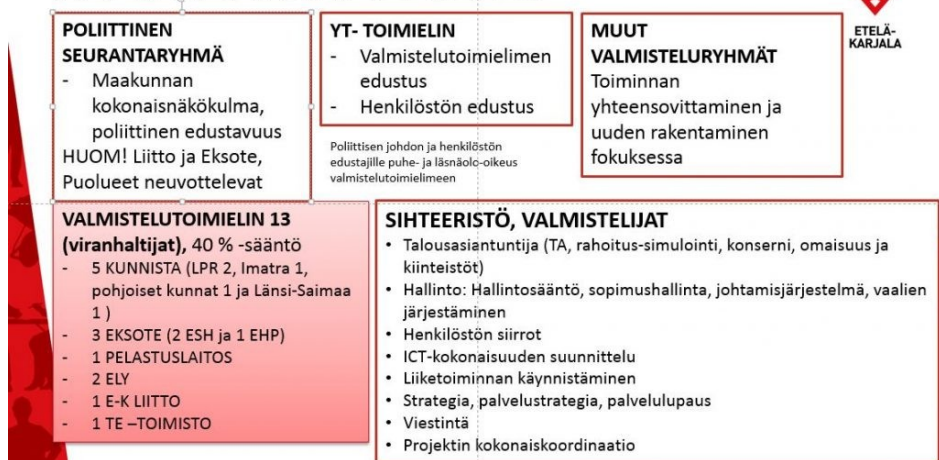 POLIITTINEN
SEURANTARYHMÄ
- Maakunnan
kokonaisnäkökulma,
poliittinen edustavuus
HUOM! Liitto ja Eksote,
Puolueet neuvottelevat
YT- TOIMIELIN
- Valmistelutoimielimen
edustus
- Henkilöstön edustus
Poliittisen johdon ja henkilöstön
edustajille puhe- ja läsnäolo-oikeus
valmistelutoimielimeen
MUUT
VALMISTELURYHMÄT
Toiminnan
yhteensovittaminen ja
uuden rakentaminen
fokuksessa
ETELÄ-
KARJALA
VALMISTELUTOIMIELIN 13
(viranhaltijat), 40 % -sääntö
- 5 KUNNISTA (LPR 2, Imatra 1,
pohjoiset kunnat 1 ja Länsi-Saimaa
1 )
- 3 EKSOTE (2 ESH ja 1 EHP)
- 1 PELASTUSLAITOS
- 2 ELY
- 1 E-K LIITTO
- 1 TE –TOIMISTO
SIHTEERISTÖ, VALMISTELIJAT
• Talousasiantuntija (TA, rahoitus-simulointi, konserni, omaisuus ja
kiinteistöt)
• Hallinto: Hallintosääntö, sopimushallinta, johtamisjärjestelmä, vaalien
järjestäminen
• Henkilöstön siirrot
• ICT-kokonaisuuden suunnittelu
• Liiketoiminnan käynnistäminen
• Strategia, palvelustrategia, palvelulupaus
• Viestintä
• Projektin kokonaiskoordinaatio